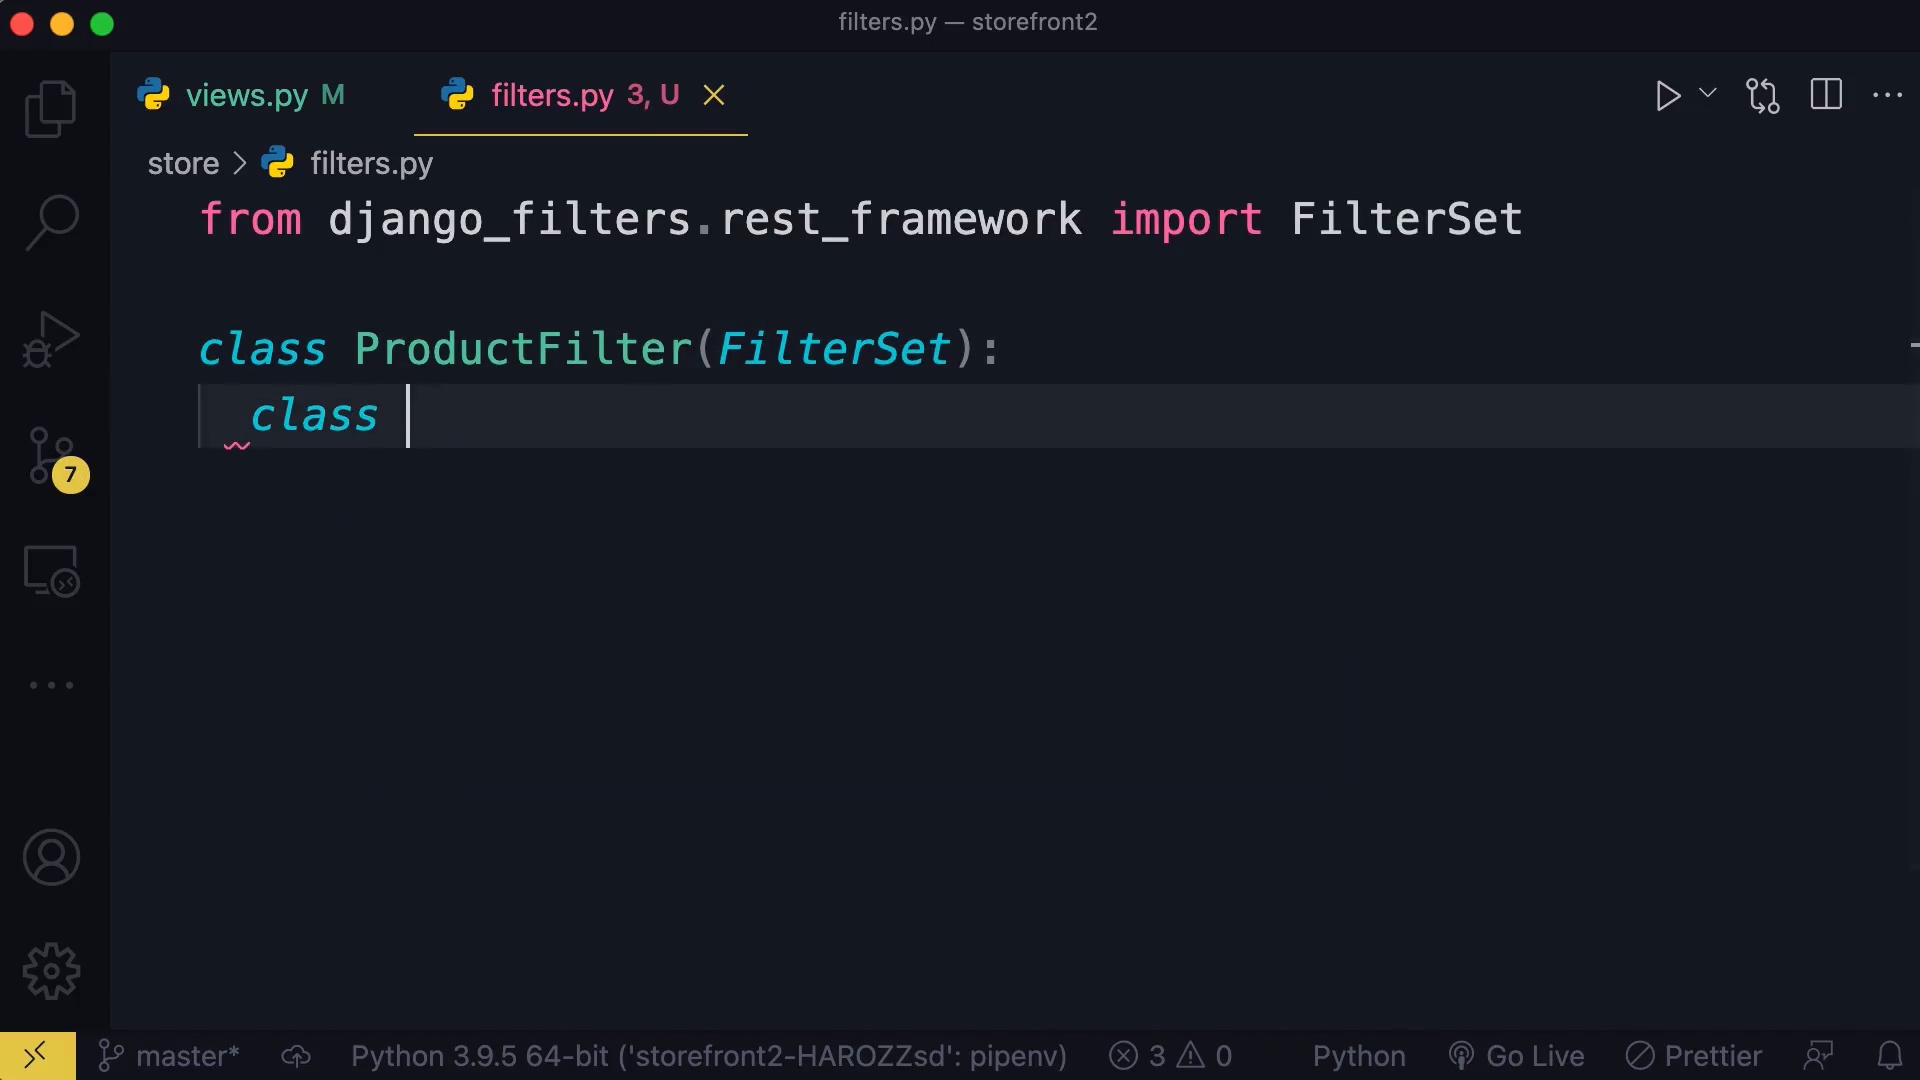 filters.py — storefront2
views.py M filters.py 3, U
store > filters.py
from django_filters.rest_framework import FilterSet
class ProductFilter(FilterSet):
class
7
master* Python 3.9.5 64-bit ('storefront2-HAROZZsd': pipenv) 3 0 Python Go Live Prettier